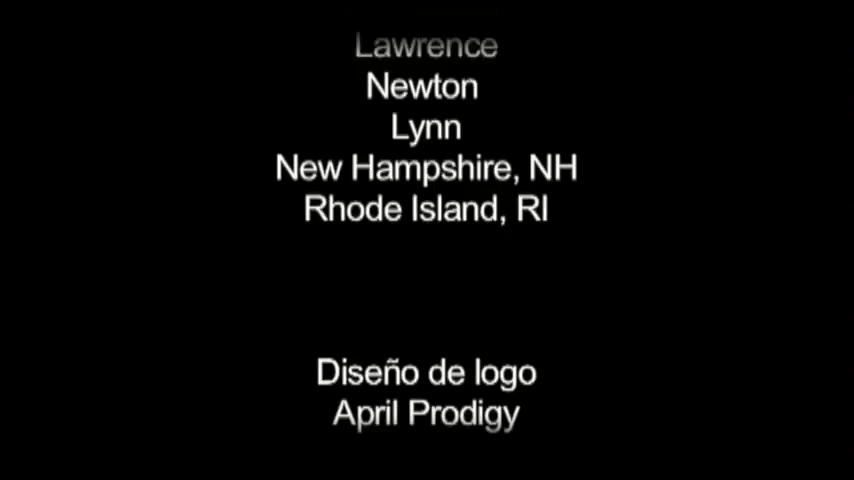 Lawrence
Newton
Lynn
New Hampshire, NH
Rhode Island, RI
Diseño de logo
April Prodigy